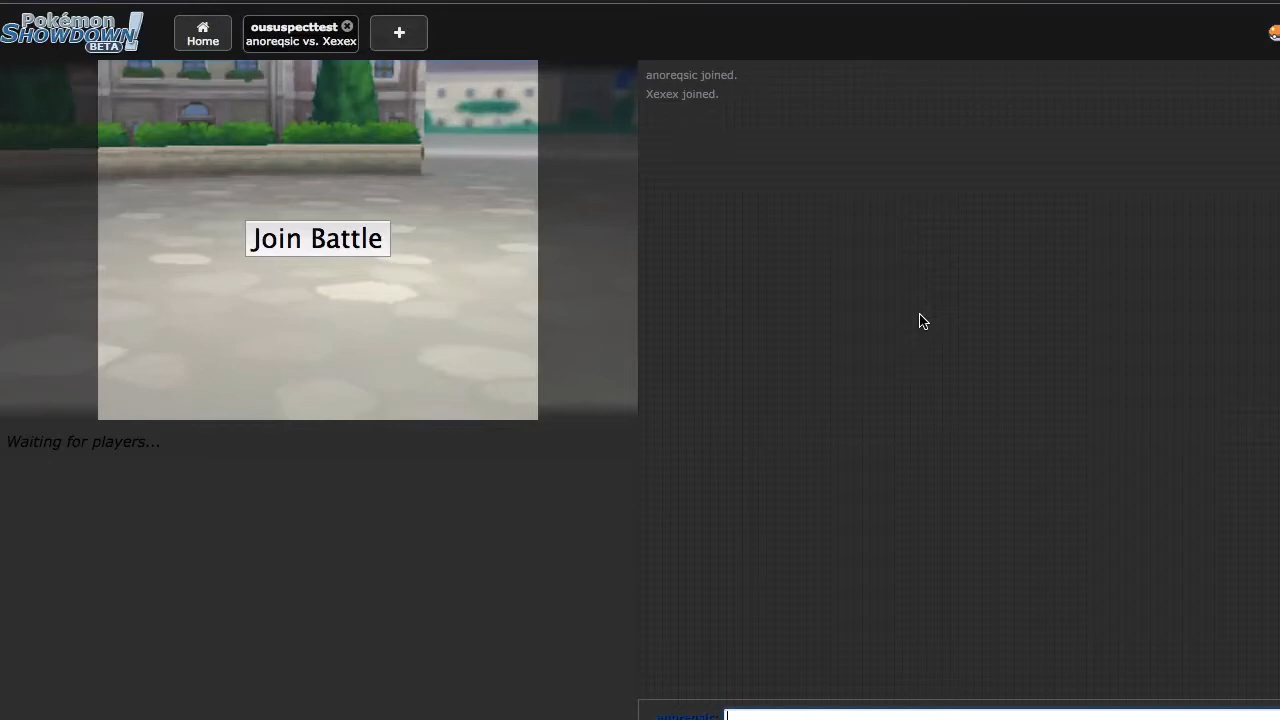 Pokémon
SHOWDOWN!
BETA
Home
oususpecttest
anoreqsic vs. Xexex
+
anoreqsic joined.
Xexex joined.
Join Battle
Waiting for players...